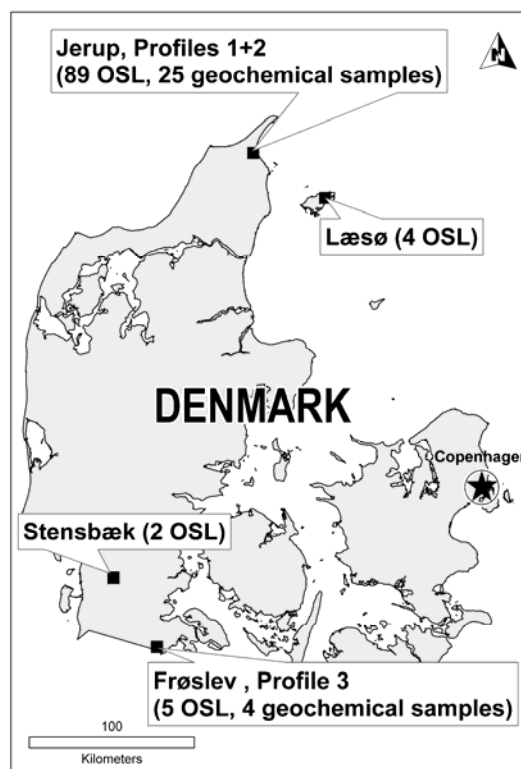 Jerup, Profiles 1+2
(89 OSL, 25 geochemical samples)
N
Læsø (4 OSL)
DENMARK
Copenhagen
Stensbæk (2 OSL)
Frøslev , Profile 3
(5 OSL, 4 geochemical samples)
100
Kilometers